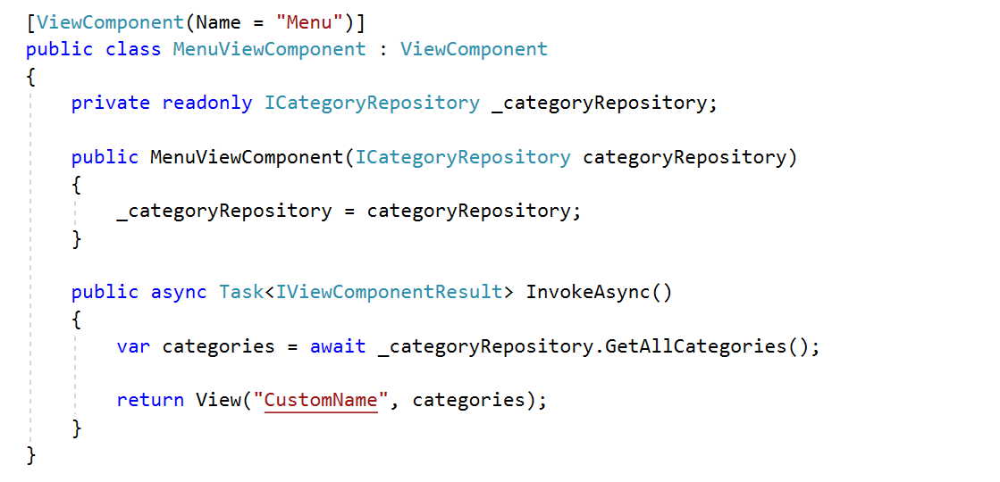 [ViewComponent(Name = "Menu")]
public class MenuViewComponent : ViewComponent
{
    private readonly ICategoryRepository _categoryRepository;

    public MenuViewComponent(ICategoryRepository categoryRepository)
    {
        _categoryRepository = categoryRepository;
    }

    public async Task<IViewComponentResult> InvokeAsync()
    {
        var categories = await _categoryRepository.GetAllCategories();

        return View("CustomName", categories);
    }
}